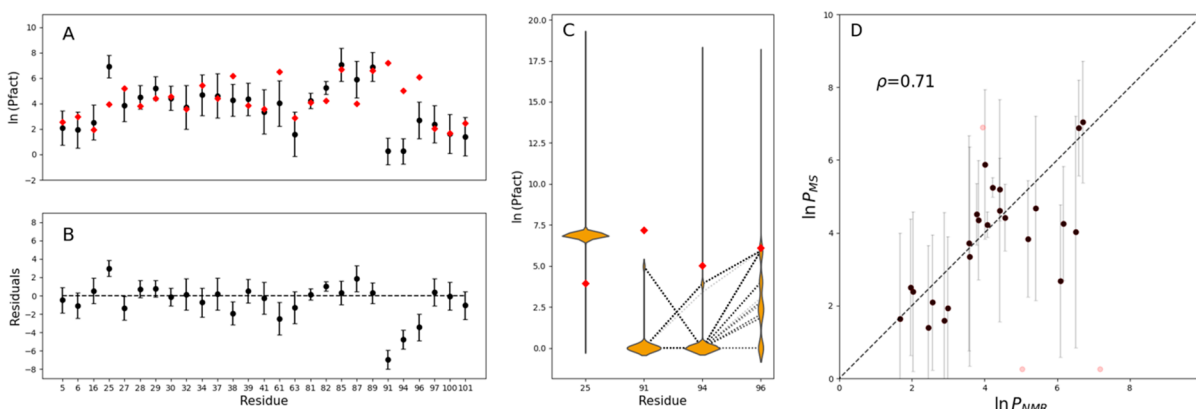 A
ln (Pfact)
10
8
6
4
2
0
−2
B
Residuals
8
6
4
2
0
−2
−4
−6
−8
5 6 16 25 27 28 29 30 32 34 37 38 39 41 61 63 81 82 85 87 89 91 94 96 97 100 101
Residue
C
ln (Pfact)
20.0
17.5
15.0
12.5
10.0
7.5
5.0
2.5
0.0
25 91 94 96
Residue
D
ρ=0.71
ln P_MS
10
8
6
4
2
0
0 2 4 6 8
ln P_NMR